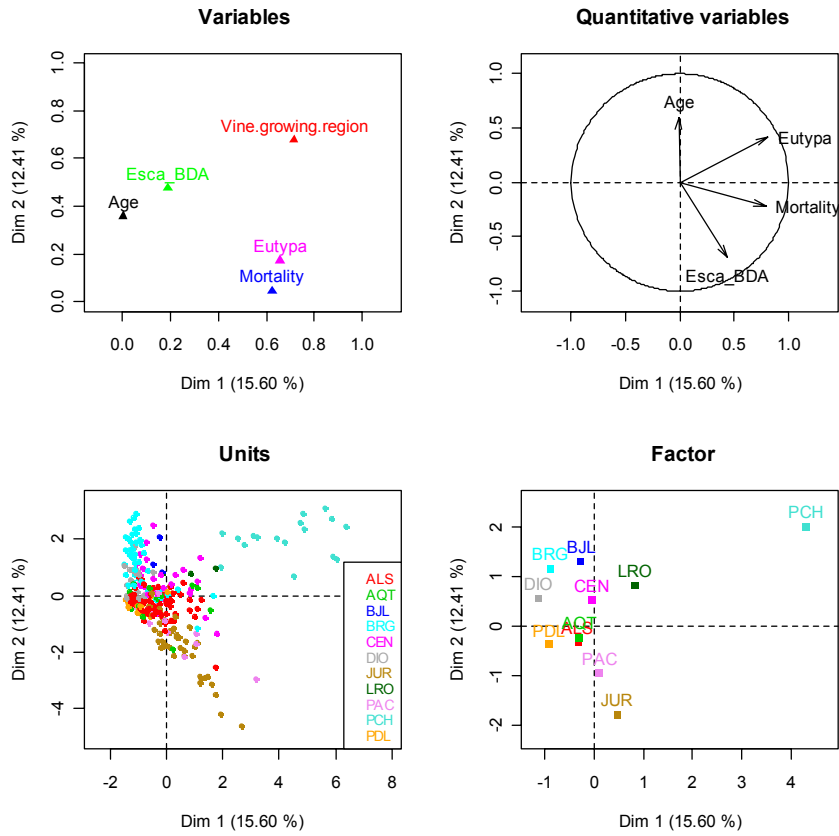 Variables
Dim 2 (12.41 %)
1.0
0.8
0.6
0.4
0.2
0.0
Vine.growing.region
Esca_BDA
Age
Eutypa
Mortality
0.0 0.2 0.4 0.6 0.8 1.0
Dim 1 (15.60 %)
Quantitative variables
Dim 2 (12.41 %)
1.0
0.5
0.0
-0.5
-1.0
Age
Eutypa
Mortality
Esca_BDA
-1.0 -0.5 0.0 0.5 1.0
Dim 1 (15.60 %)
Units
Dim 2 (12.41 %)
4
2
0
-2
-4
ALS
AQT
BJL
BRG
CEN
DIO
JUR
LRO
PAC
PCH
PDL
-2 0 2 4 6 8
Dim 1 (15.60 %)
Factor
Dim 2 (12.41 %)
2
1
0
-1
-2
PCH
BJL
BRG
LRO
DIO
CEN
AQT
ALS
PDL
PAC
JUR
-1 0 1 2 3 4
Dim 1 (15.60 %)